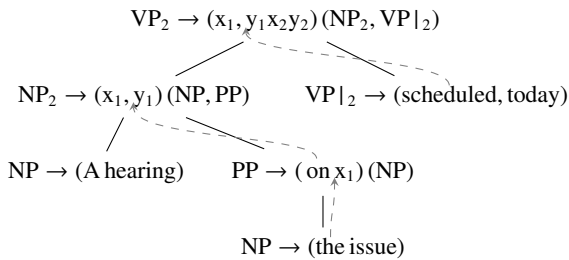 VP₂ → (x₁, y₁x₂y₂)(NP₂, VP|₂)
NP₂ → (x₁, y₁)(NP, PP) VP|₂ → (scheduled, today)
NP → (A hearing) PP → (on x₁)(NP)
NP → (the issue)